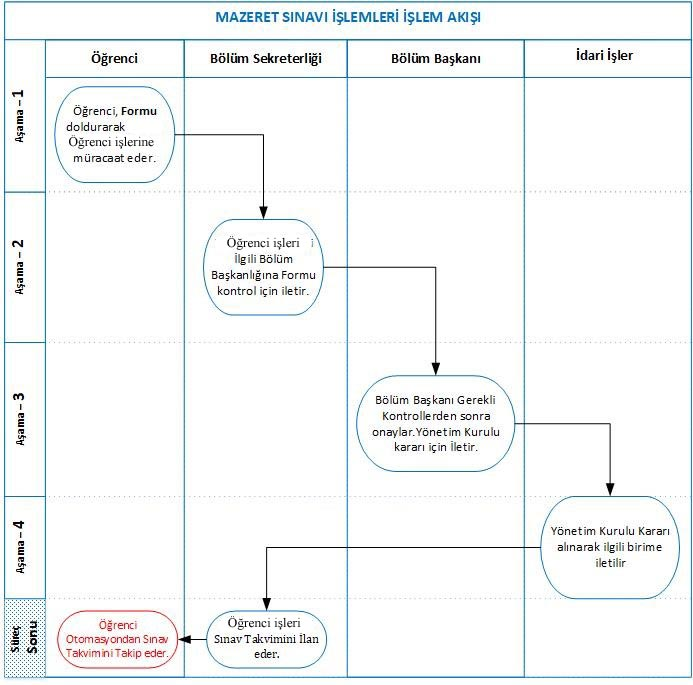 MAZERET SINAVI İŞLEMLERİ İŞLEM AKIŞI
Öğrenci
Bölüm Sekreterliği
Bölüm Başkanı
İdari İşler
Aşama – 1
Öğrenci, Formu
doldurarak
Öğrenci işlerine
müracaat eder.
Aşama – 2
Öğrenci işleri i
İlgili Bölüm
Başkanlığına Formu
kontrol için iletir.
Aşama – 3
Bölüm Başkanı Gerekli
Kontrollerden sonra
onaylar.Yönetim Kurulu
kararı için İletir.
Aşama – 4
Yönetim Kurulu Kararı
alınarak ilgili birime
iletilir
Süreç
Sonu
Öğrenci
Otomasyondan Sınav
Takvimini Takip eder.
Öğrenci işleri
Sınav Takvimini İlan
eder.